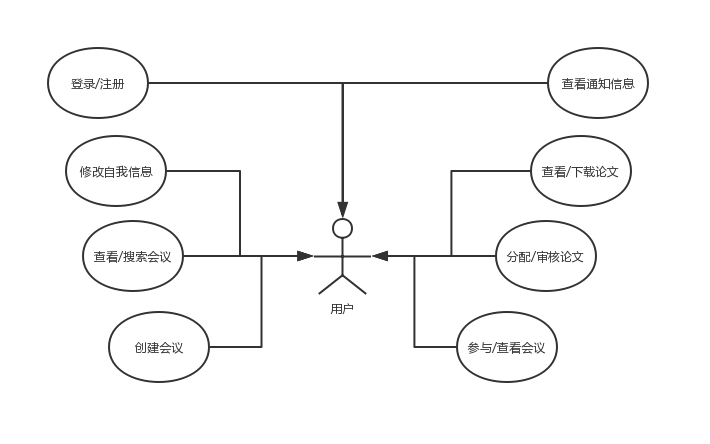 登录/注册
查看通知信息
修改自我信息
查看/下载论文
查看/搜索会议
分配/审核论文
用户
创建会议
参与/查看会议